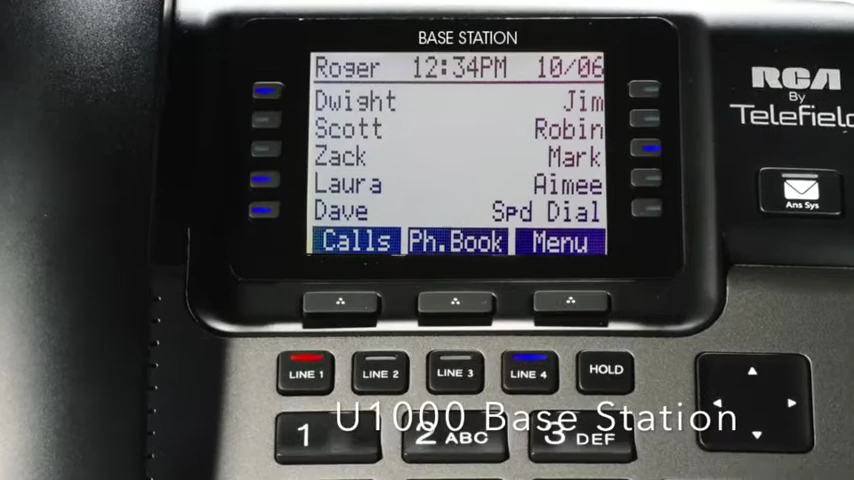 BASE STATION
Roger 12:34PM 10/06
Dwight Jim
Scott Robin
Zack Mark
Laura Aimee
Dave Spd Dial
Calls Ph.Book Menu
RCA
By
Telefield
Ans Sys
LINE 1 LINE 2 LINE 3 LINE 4 HOLD
U1000 Base Station
1 2 ABC 3 DEF